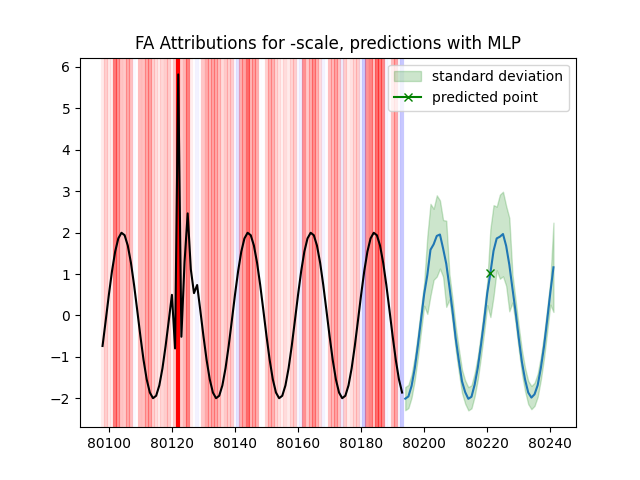 FA Attributions for -scale, predictions with MLP
standard deviation
predicted point
6
5
4
3
2
1
0
−1
−2
80100 80120 80140 80160 80180 80200 80220 80240